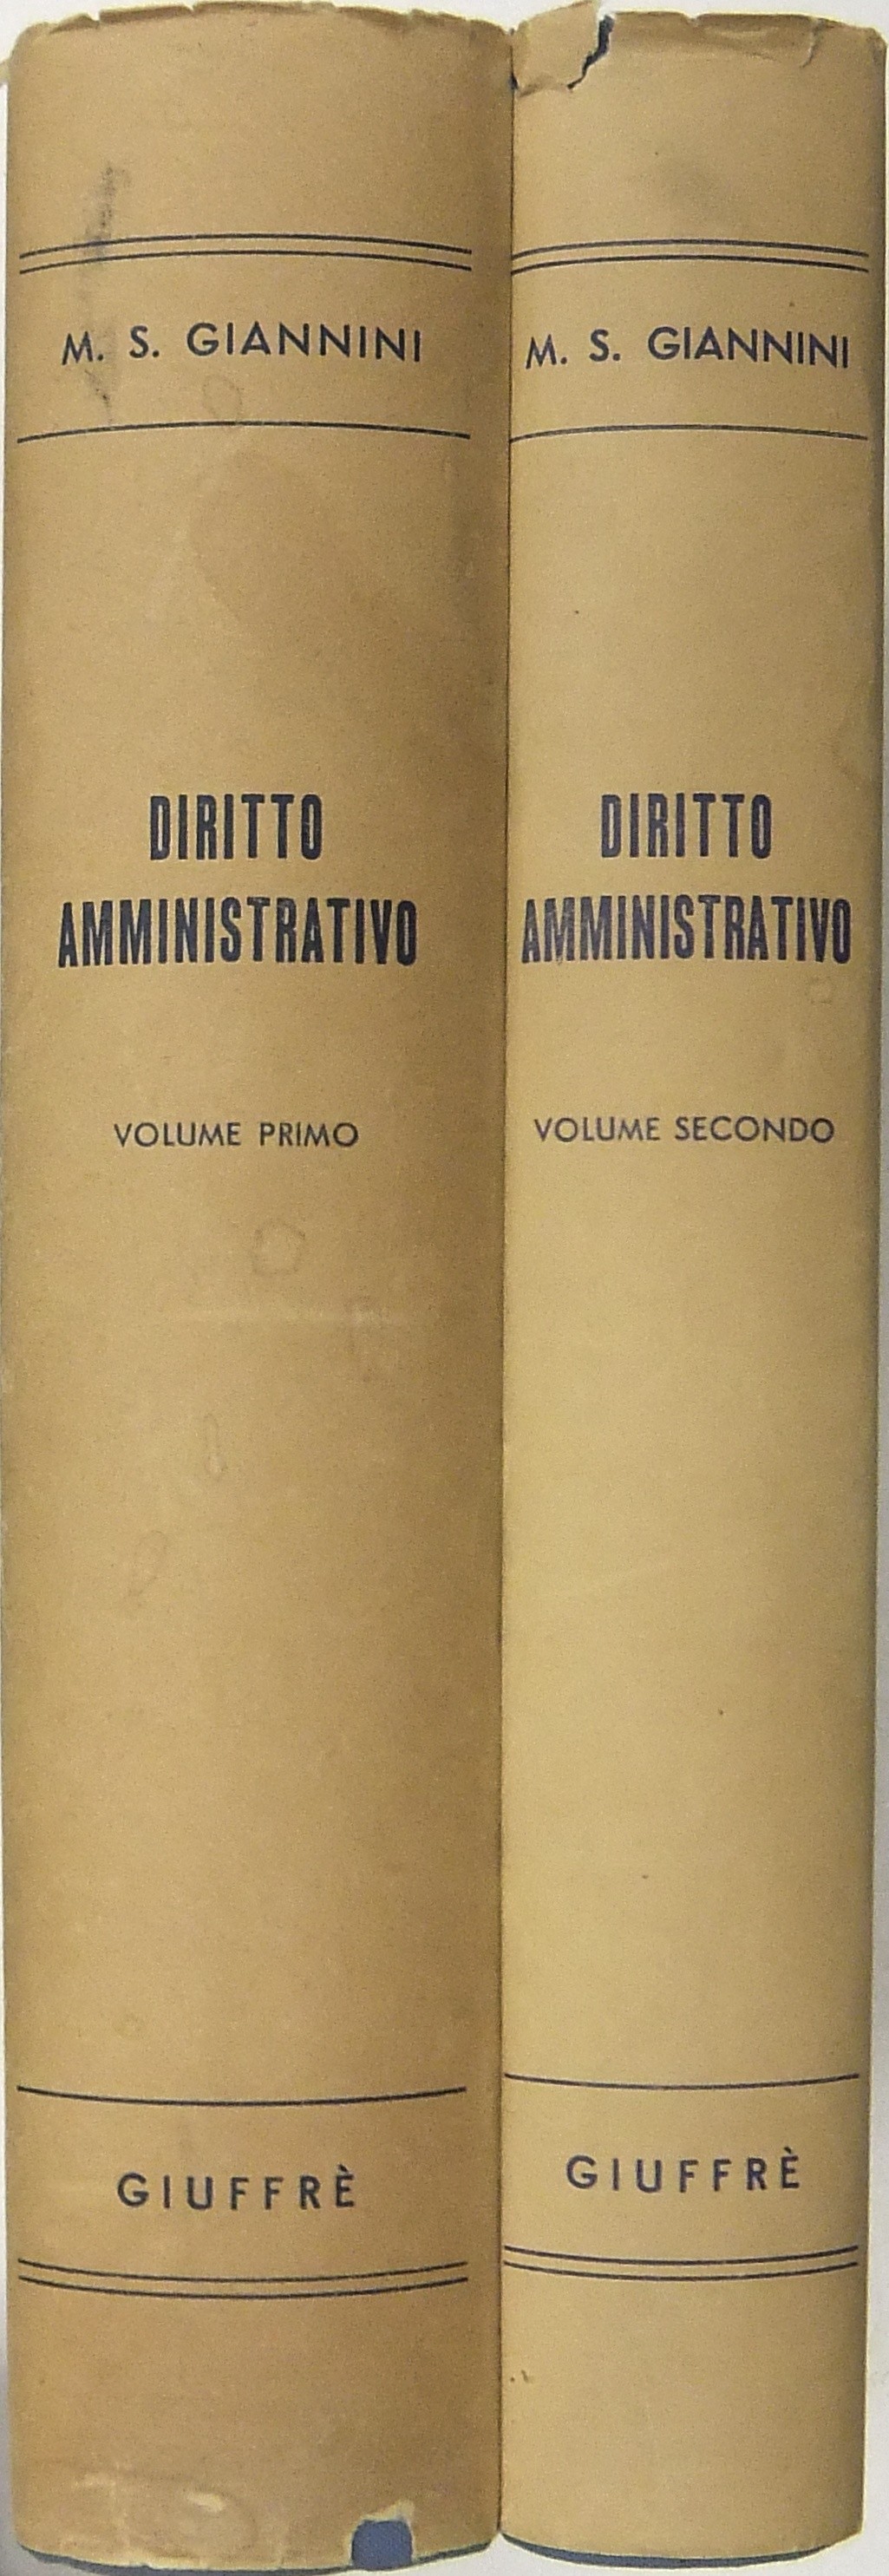 M. S. GIANNINI
DIRITTO
AMMINISTRATIVO
VOLUME PRIMO
GIUFFRÈ
M. S. GIANNINI
DIRITTO
AMMINISTRATIVO
VOLUME SECONDO
GIUFFRÈ